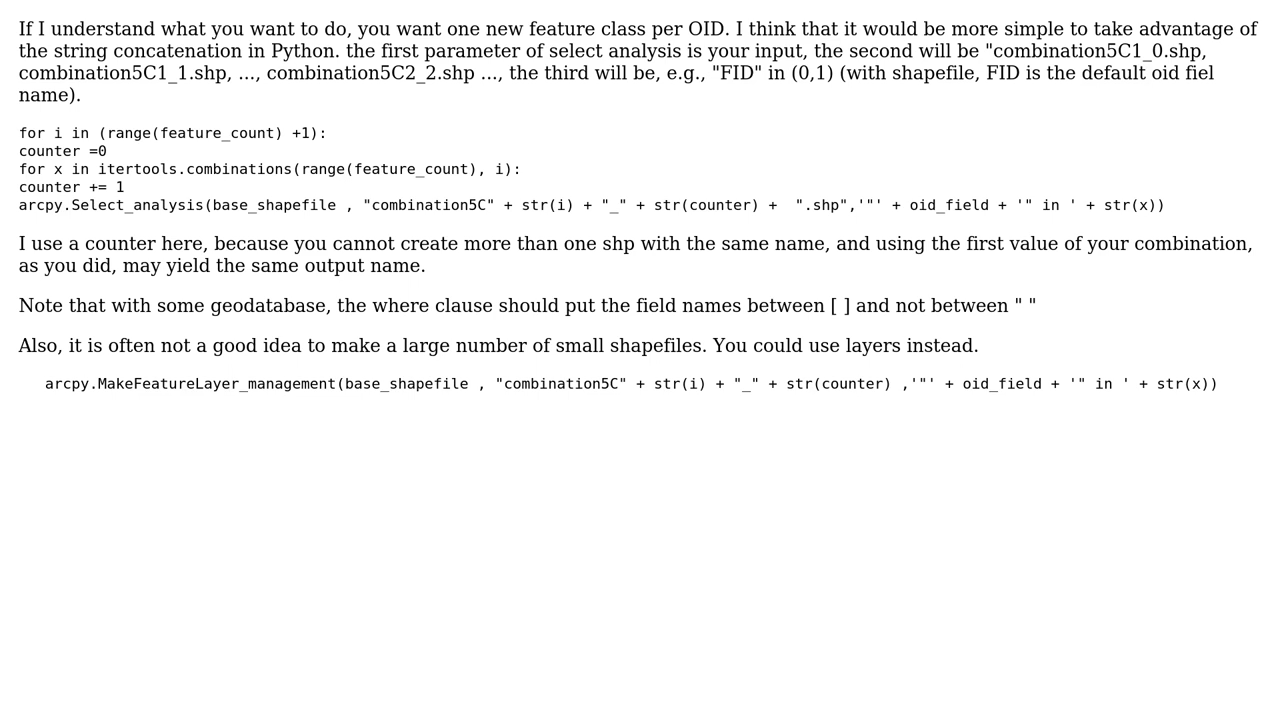 If I understand what you want to do, you want one new feature class per OID. I think that it would be more simple to take advantage of
the string concatenation in Python. the first parameter of select analysis is your input, the second will be "combination5C1_0.shp,
combination5C1_1.shp, ..., combination5C2_2.shp ..., the third will be, e.g., "FID" in (0,1) (with shapefile, FID is the default oid fiel
name).
for i in (range(feature_count) +1):
counter =0
for x in itertools.combinations(range(feature_count), i):
counter += 1
arcpy.Select_analysis(base_shapefile , "combination5C" + str(i) + "_" + str(counter) +  ".shp",'"' + oid_field + '" in ' + str(x))
I use a counter here, because you cannot create more than one shp with the same name, and using the first value of your combination,
as you did, may yield the same output name.
Note that with some geodatabase, the where clause should put the field names between [ ] and not between " "
Also, it is often not a good idea to make a large number of small shapefiles. You could use layers instead.
arcpy.MakeFeatureLayer_management(base_shapefile , "combination5C" + str(i) + "_" + str(counter) ,'"' + oid_field + '" in ' + str(x))